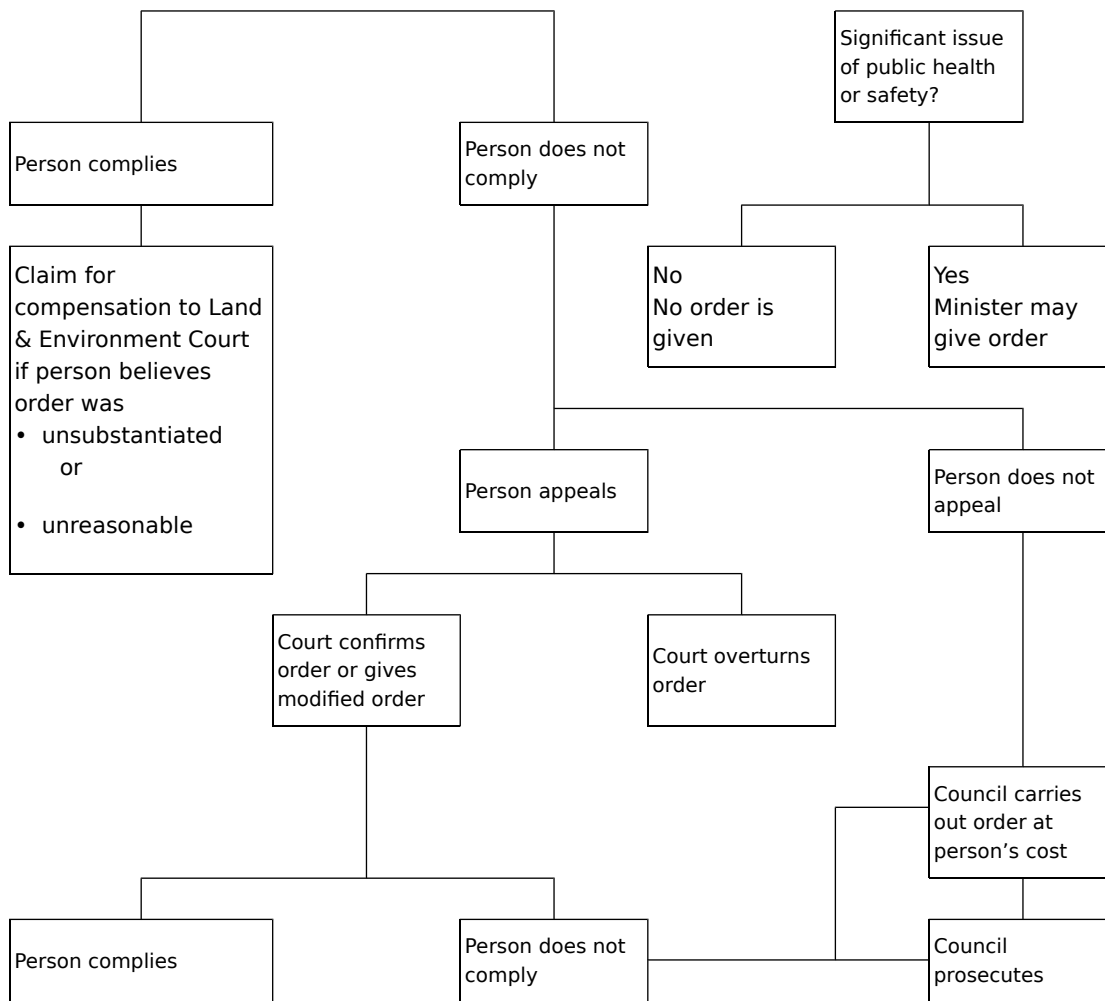 Significant issue
of public health
or safety?
Person complies
Person does not
comply
Claim for
compensation to Land
& Environment Court
if person believes
order was
• unsubstantiated
or
• unreasonable
No
No order is
given
Yes
Minister may
give order
Person appeals
Person does not
appeal
Court confirms
order or gives
modified order
Court overturns
order
Council carries
out order at
person’s cost
Person complies
Person does not
comply
Council
prosecutes